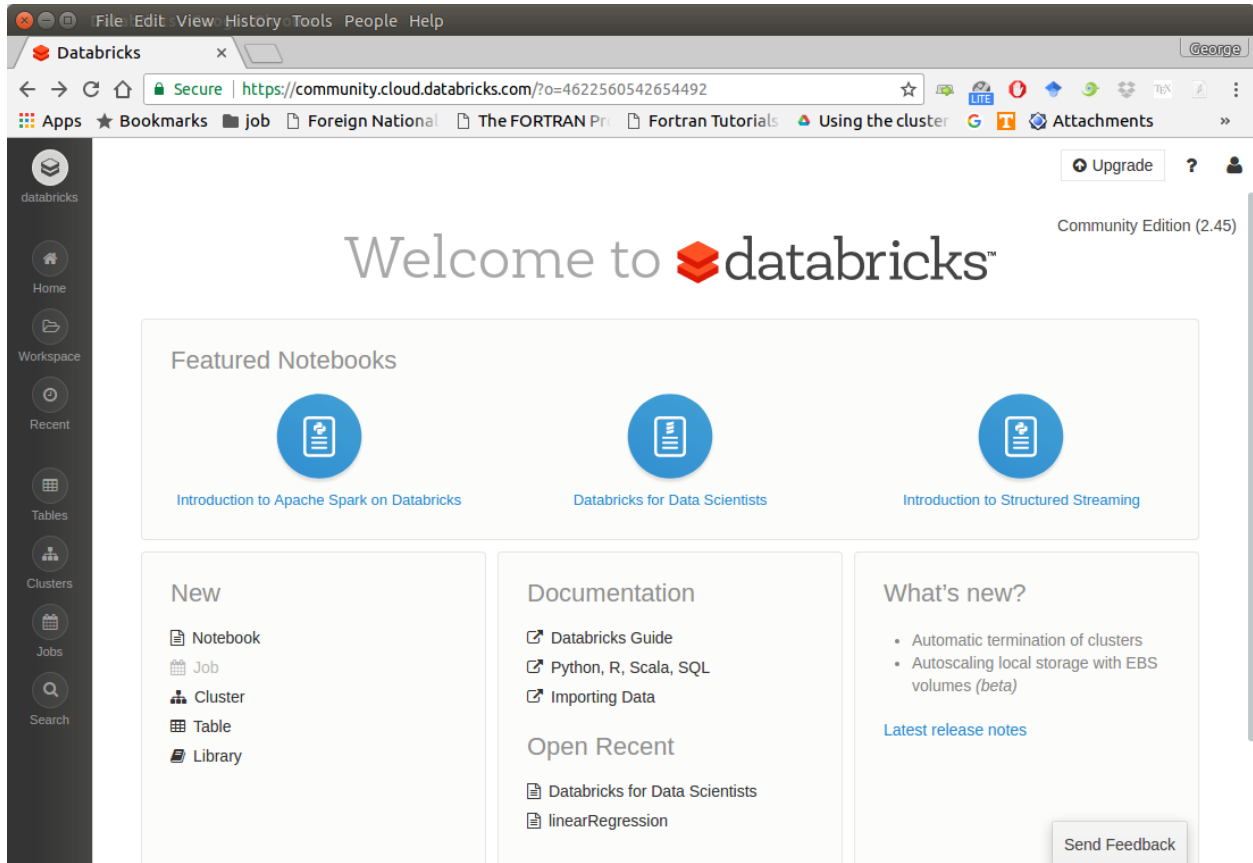 File Edit View History Tools People Help
Databricks
George
Secure https://community.cloud.databricks.com/?o=4622560542654492
LITE
TEX
Apps Bookmarks job Foreign National The FORTRAN Pr Fortran Tutorials Using the cluster G T Attachments »
databricks
Upgrade ?
Community Edition (2.45)
Welcome to databricks™
Home
Workspace
Recent
Tables
Clusters
Jobs
Search
Featured Notebooks
Introduction to Apache Spark on Databricks
Databricks for Data Scientists
Introduction to Structured Streaming
New
Notebook
Job
Cluster
Table
Library
Documentation
Databricks Guide
Python, R, Scala, SQL
Importing Data
Open Recent
Databricks for Data Scientists
linearRegression
What's new?
• Automatic termination of clusters
• Autoscaling local storage with EBS
volumes (beta)
Latest release notes
Send Feedback